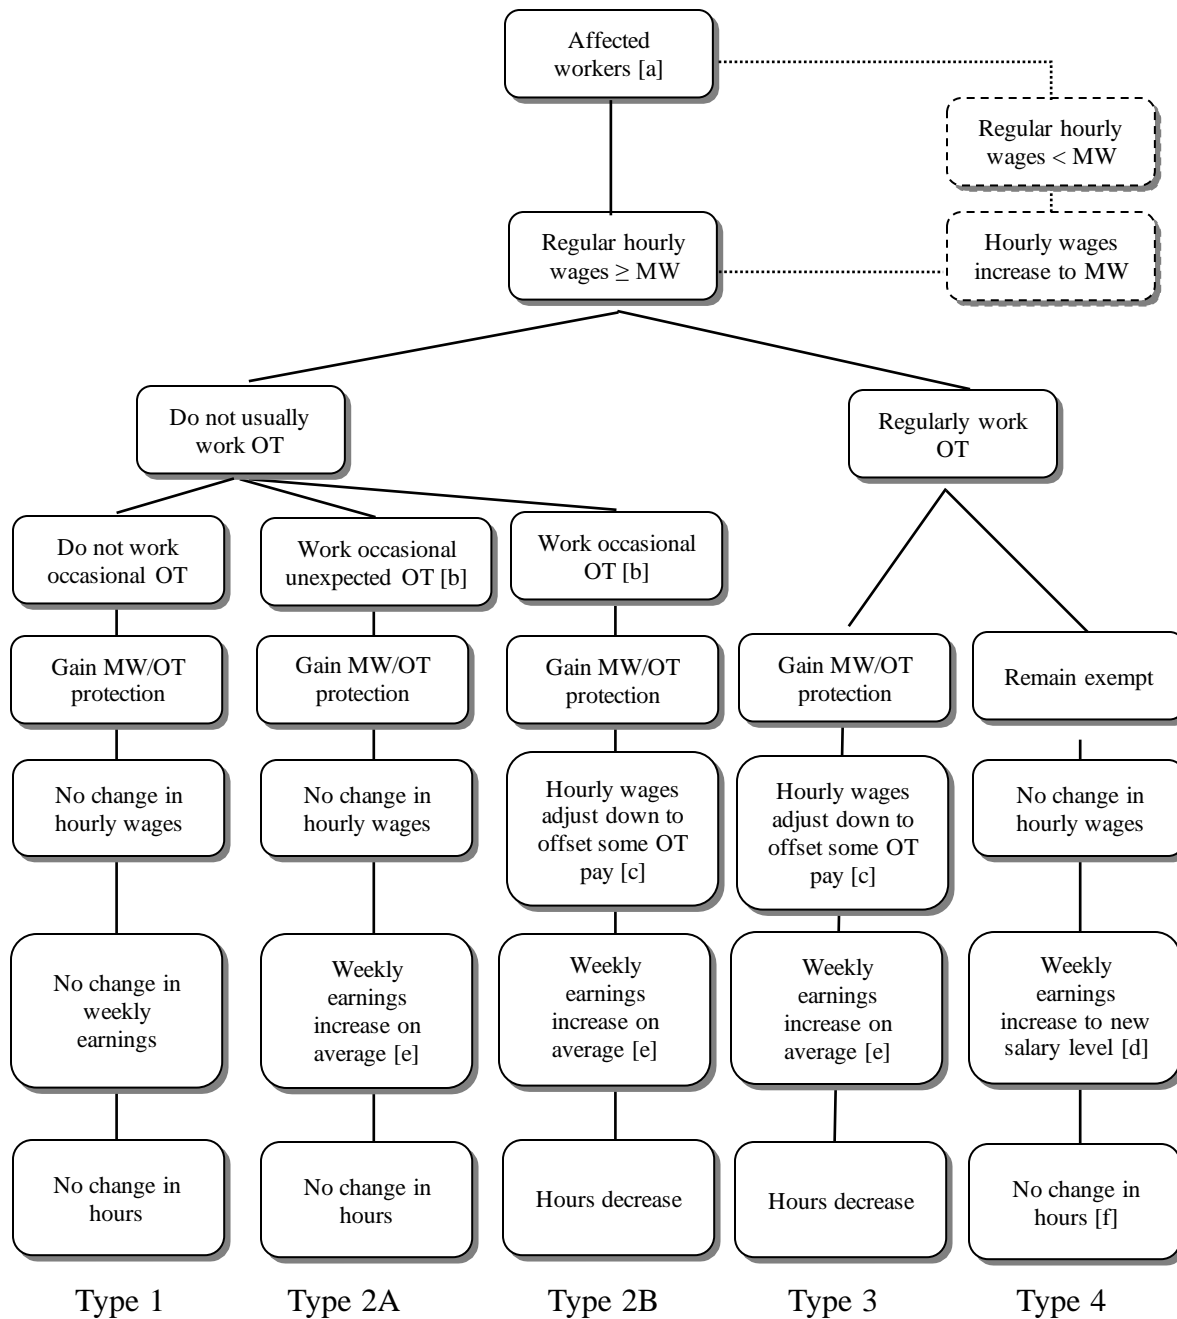 Affected
workers [a]
Regular hourly
wages < MW
Regular hourly
wages ≥ MW
Hourly wages
increase to MW
Do not usually
work OT
Regularly work
OT
Do not work
occasional OT
Work occasional
unexpected OT [b]
Work occasional
OT [b]
Gain MW/OT
protection
Gain MW/OT
protection
Gain MW/OT
protection
Gain MW/OT
protection
Remain exempt
No change in
hourly wages
No change in
hourly wages
Hourly wages
adjust down to
offset some OT
pay [c]
Hourly wages
adjust down to
offset some OT
pay [c]
No change in
hourly wages
No change in
weekly
earnings
Weekly
earnings
increase on
average [e]
Weekly
earnings
increase on
average [e]
Weekly
earnings
increase on
average [e]
Weekly
earnings
increase to new
salary level [d]
No change in
hours
No change in
hours
Hours decrease
Hours decrease
No change in
hours [f]
Type 1
Type 2A
Type 2B
Type 3
Type 4